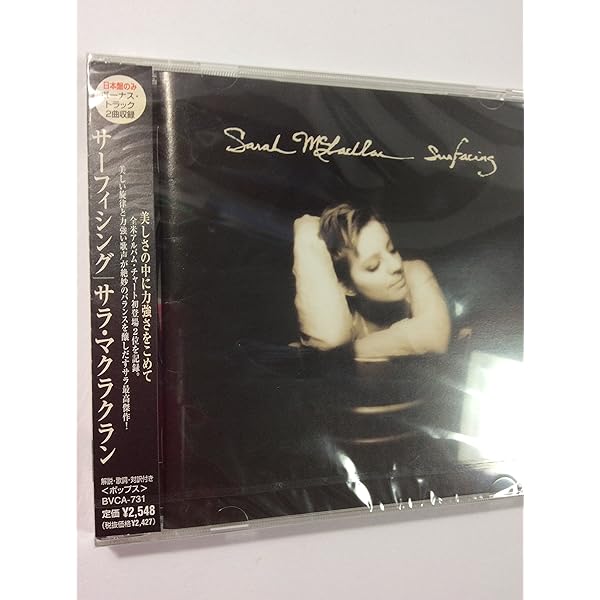 日本盤のみ
ボーナス・
トラック
2曲収録
サーフィシング｜サラ・マクラクラン
美しさの中に力強さをこめて
全米アルバム・チャート初登場2位を記録。
美しい旋律と力強い歌声が絶妙のバランスを醸しだすサラ最高傑作！
解説・歌詞・対訳付き
＜ポップス＞
BVCA-731
定価 ¥2,548
(税抜価格¥2,427)
Sarah McLachlan Surfacing